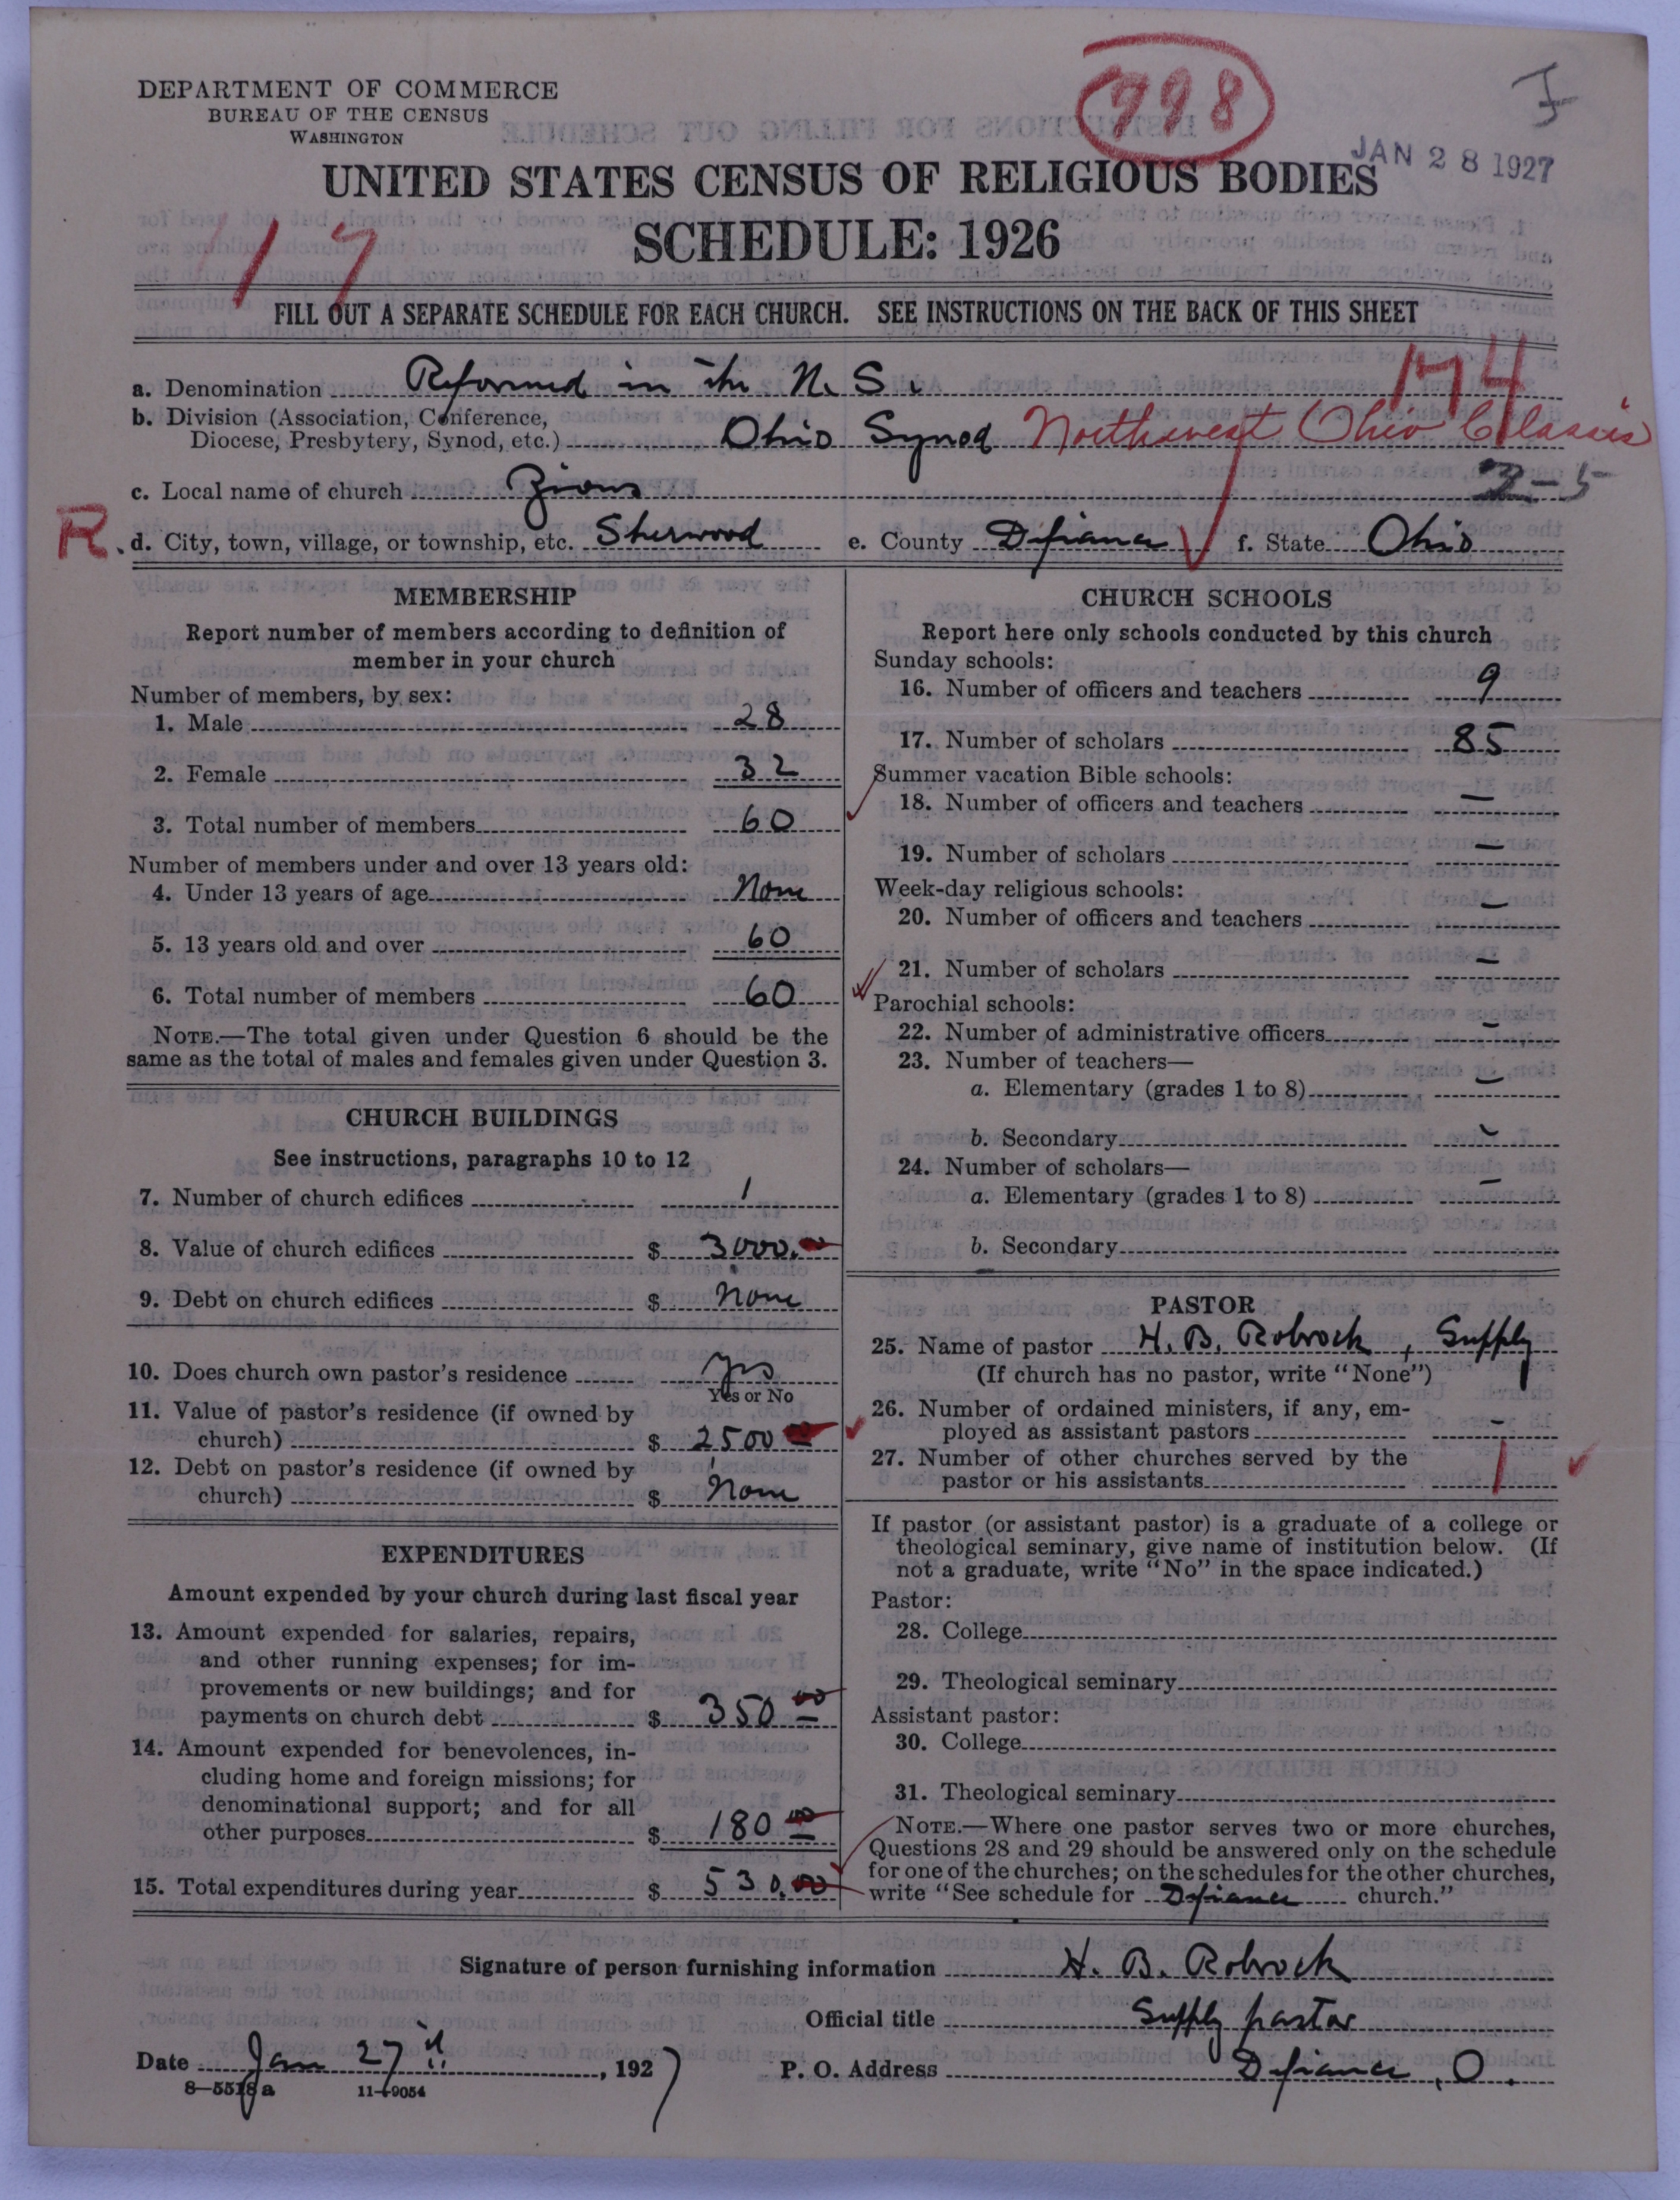 DEPARTMENT OF COMMERCE
BUREAU OF THE CENSUS
WASHINGTON
998
JAN 28 1927
UNITED STATES CENSUS OF RELIGIOUS BODIES
SCHEDULE: 1926
17
FILL OUT A SEPARATE SCHEDULE FOR EACH CHURCH. SEE INSTRUCTIONS ON THE BACK OF THIS SHEET
174
a. Denomination Reformed in the U. S.
b. Division (Association, Conference,
Diocese, Presbytery, Synod, etc.) Ohio Synod Northwest Ohio Classis
c. Local name of church Zions 3-5
R. d. City, town, village, or township, etc. Sherwood e. County Defiance f. State Ohio
MEMBERSHIP
Report number of members according to definition of
member in your church
Number of members, by sex:
1. Male 28
2. Female 32
3. Total number of members 60
Number of members under and over 13 years old:
4. Under 13 years of age None
5. 13 years old and over 60
6. Total number of members 60
NOTE.—The total given under Question 6 should be the
same as the total of males and females given under Question 3.
CHURCH BUILDINGS
See instructions, paragraphs 10 to 12
7. Number of church edifices 1
8. Value of church edifices $ 3000.00
9. Debt on church edifices $ None
10. Does church own pastor's residence Yes
Yes or No
11. Value of pastor's residence (if owned by
church) $ 2500
12. Debt on pastor's residence (if owned by
church) $ None
EXPENDITURES
Amount expended by your church during last fiscal year
13. Amount expended for salaries, repairs,
and other running expenses; for im-
provements or new buildings; and for
payments on church debt $ 350 00
14. Amount expended for benevolences, in-
cluding home and foreign missions; for
denominational support; and for all
other purposes $ 180 00
15. Total expenditures during year $ 530.00
CHURCH SCHOOLS
Report here only schools conducted by this church
Sunday schools:
16. Number of officers and teachers 9
17. Number of scholars 85
Summer vacation Bible schools:
18. Number of officers and teachers —
19. Number of scholars —
Week-day religious schools:
20. Number of officers and teachers —
21. Number of scholars —
Parochial schools:
22. Number of administrative officers —
23. Number of teachers—
a. Elementary (grades 1 to 8) —
b. Secondary —
24. Number of scholars—
a. Elementary (grades 1 to 8) —
b. Secondary
PASTOR
25. Name of pastor H. B. Robrock, Supply
(If church has no pastor, write "None")
26. Number of ordained ministers, if any, em-
ployed as assistant pastors —
27. Number of other churches served by the
pastor or his assistants 1
If pastor (or assistant pastor) is a graduate of a college or
theological seminary, give name of institution below. (If
not a graduate, write "No" in the space indicated.)
Pastor:
28. College
29. Theological seminary
Assistant pastor:
30. College
31. Theological seminary
NOTE.—Where one pastor serves two or more churches,
Questions 28 and 29 should be answered only on the schedule
for one of the churches; on the schedules for the other churches,
write "See schedule for Defiance church."
Signature of person furnishing information H. B. Robrock
Official title Supply pastor
Date Jan 27th, 1927 P. O. Address Defiance, O.
8—5518 a 11-9054